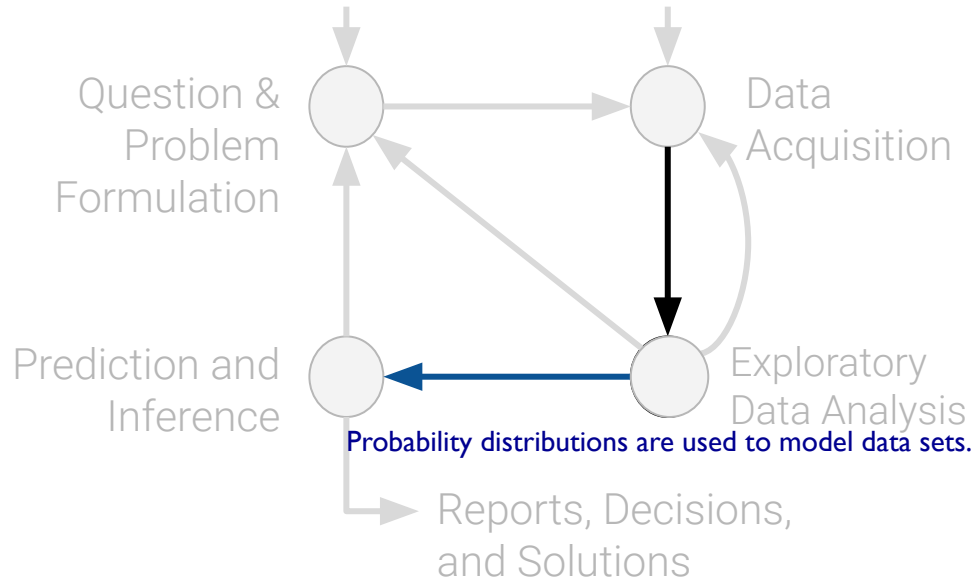 Question &
Problem
Formulation
Data
Acquisition
Prediction and
Inference
Exploratory
Data Analysis
Probability distributions are used to model data sets.
Reports, Decisions,
and Solutions